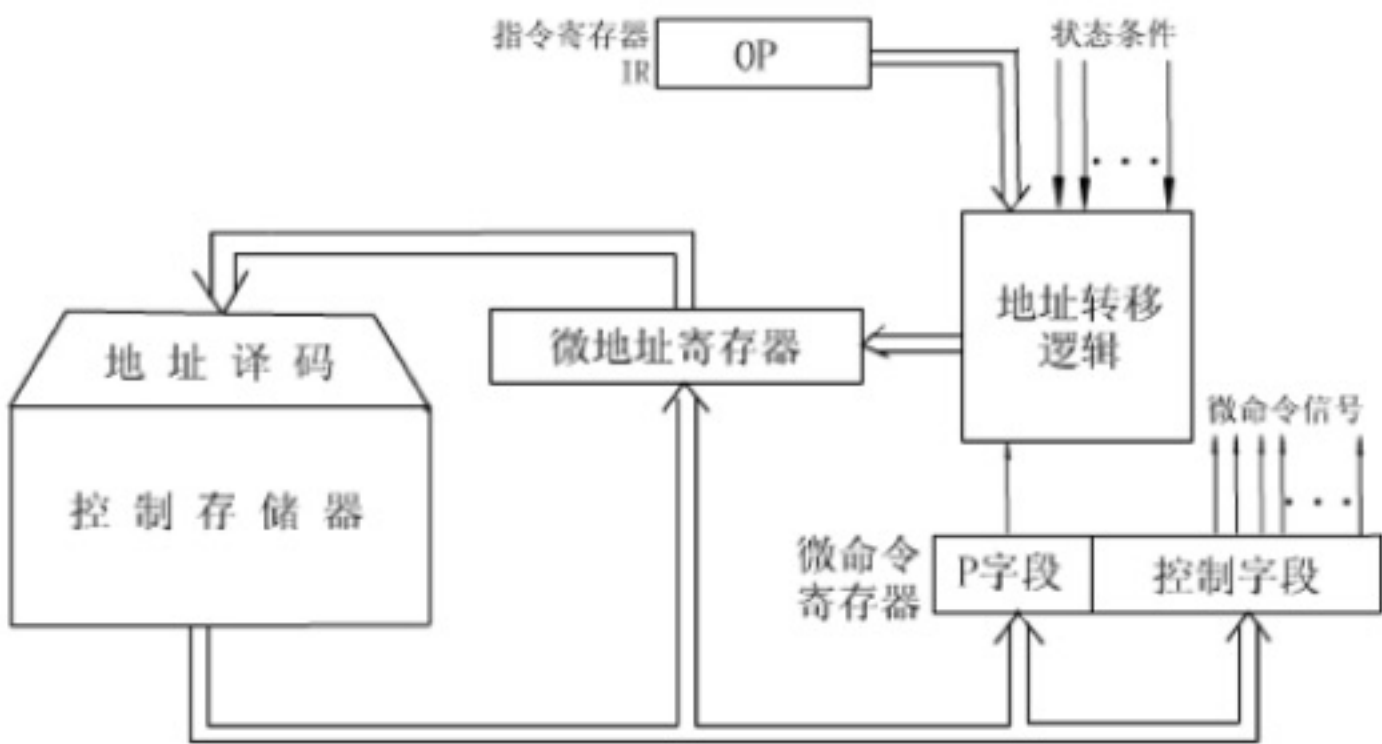 指令寄存器
IR
OP
状态条件
地址转移
逻辑
微地址寄存器
地址译码
控制存储器
微命令信号
微命令
寄存器
P字段
控制字段